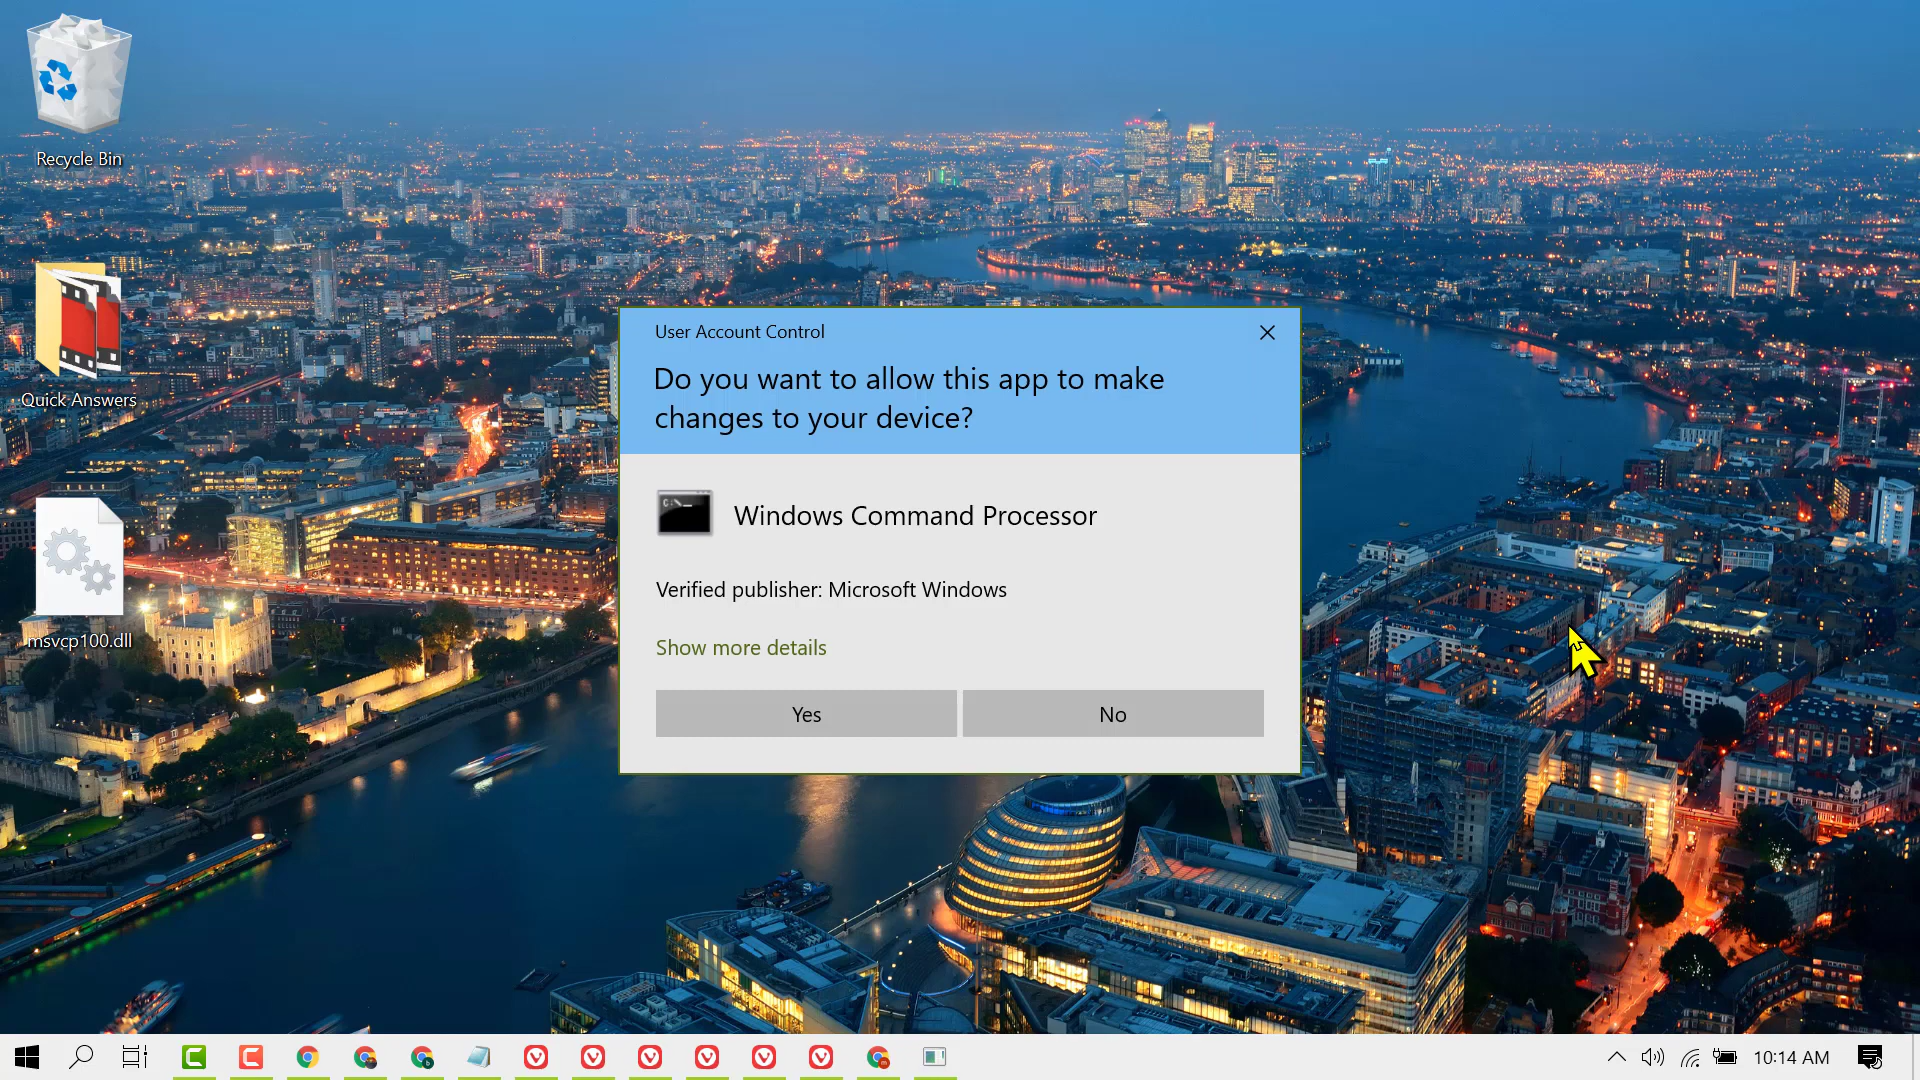 Recycle Bin
Quick Answers
msvcp100.dll
User Account Control
Do you want to allow this app to make
changes to your device?
C:\
Windows Command Processor
Verified publisher: Microsoft Windows
Show more details
Yes
No
10:14 AM